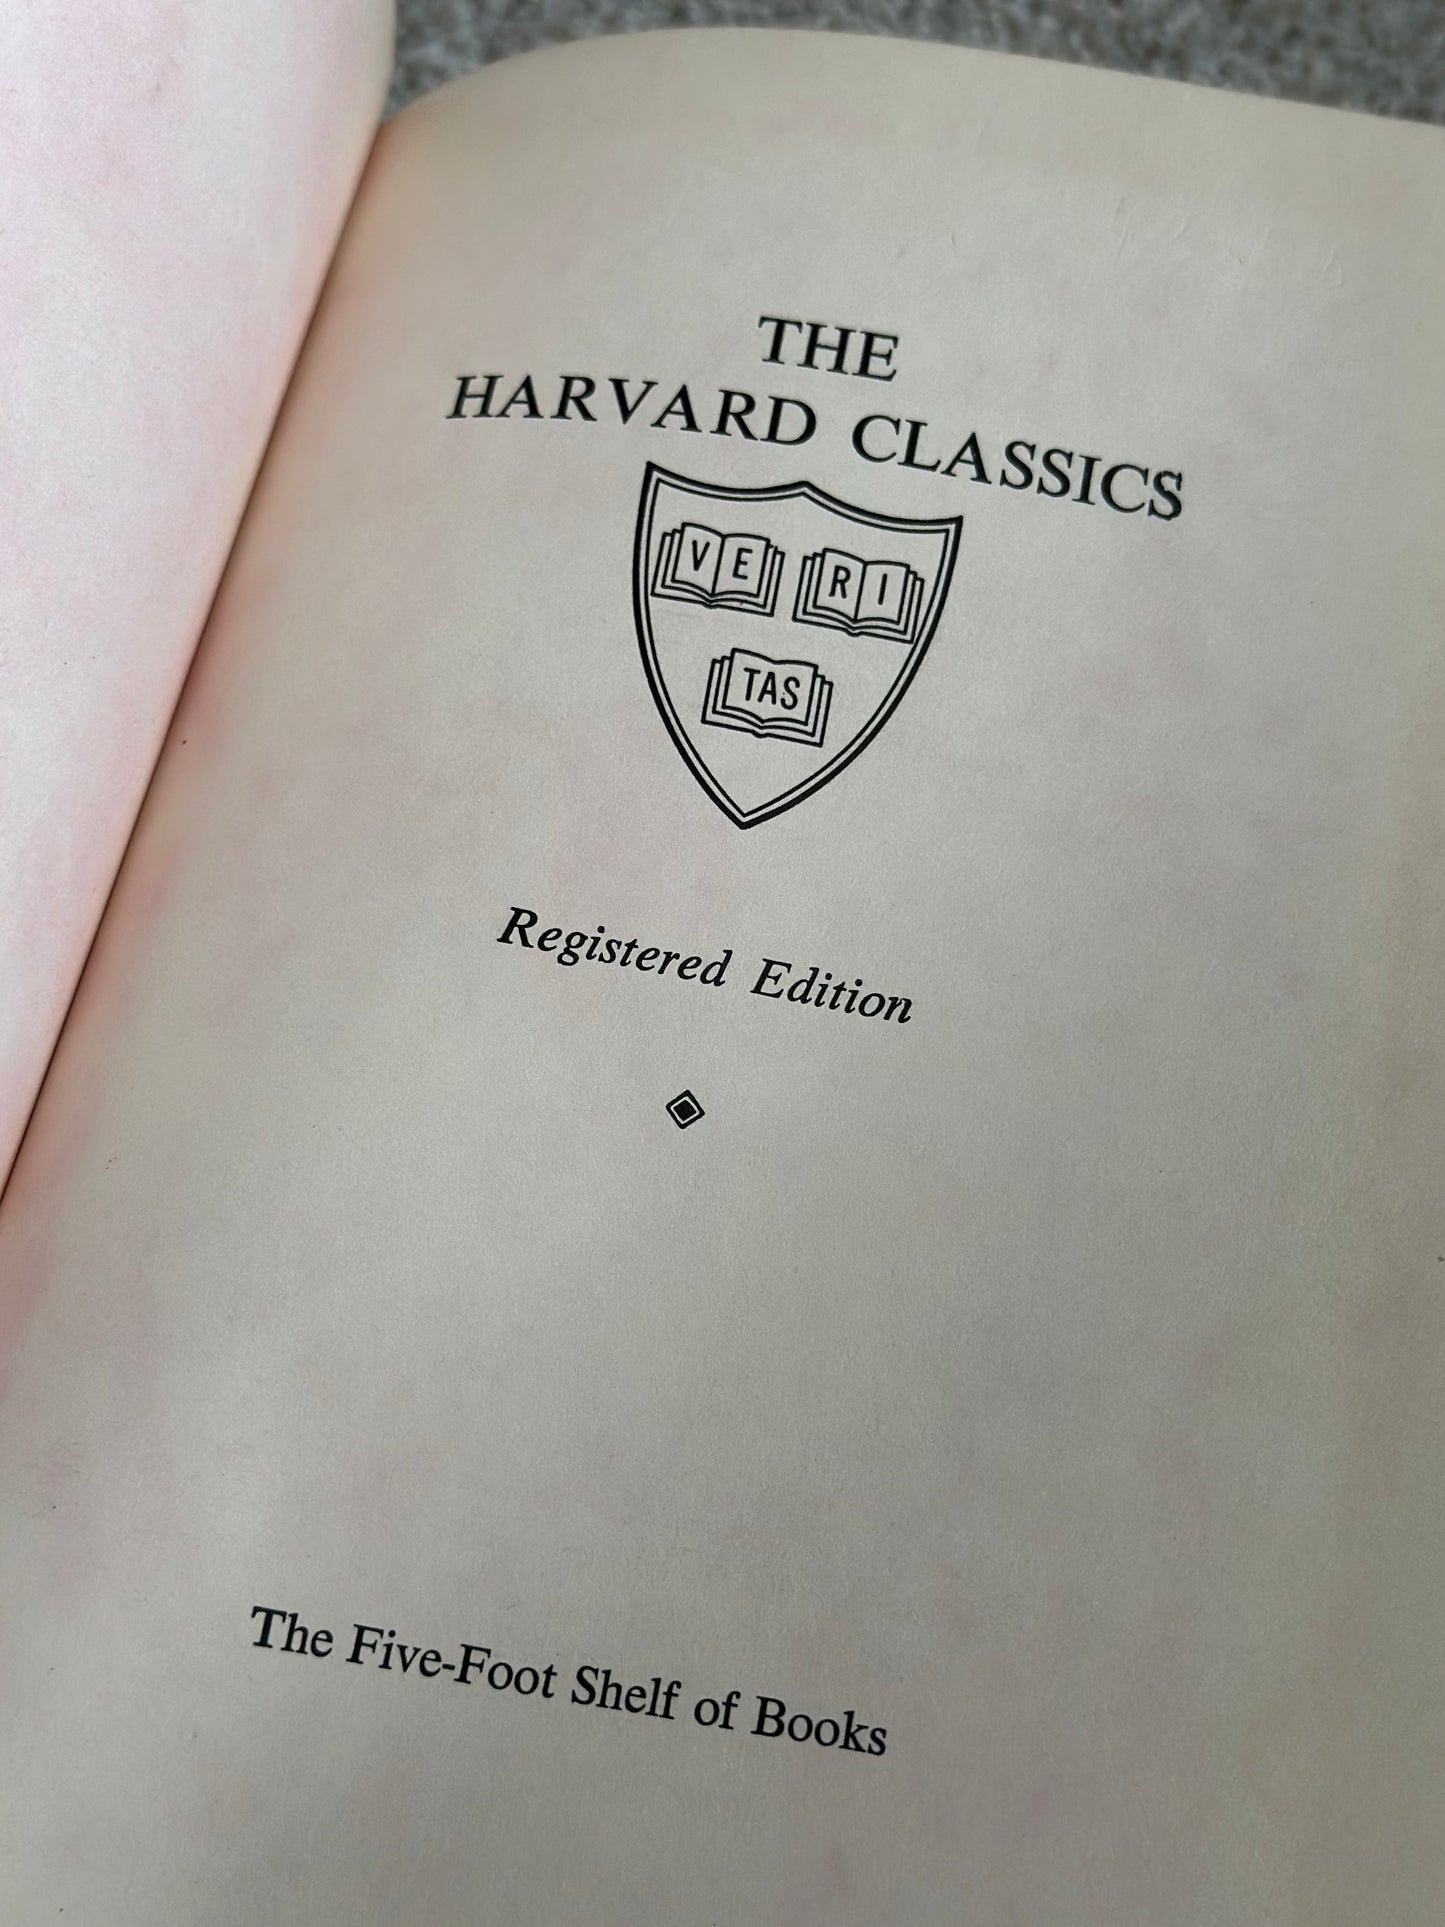 THE
HARVARD CLASSICS
VE RI
TAS
Registered Edition
The Five-Foot Shelf of Books